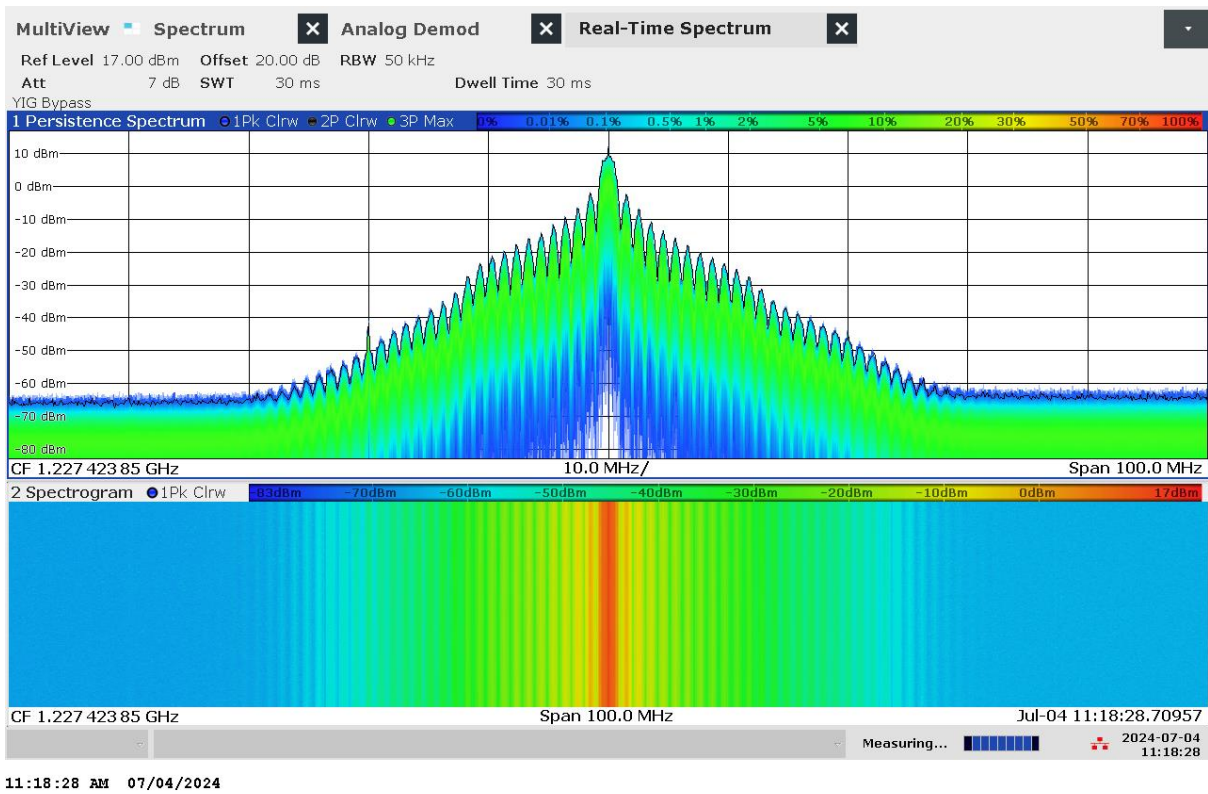 MultiView Spectrum X Analog Demod X Real-Time Spectrum X
Ref Level 17.00 dBm Offset 20.00 dB RBW 50 kHz
Att 7 dB SWT 30 ms Dwell Time 30 ms
YIG Bypass
1 Persistence Spectrum 1Pk Clrw 2P Clrw 3P Max 0% 0.01% 0.1% 0.5% 1% 2% 5% 10% 20% 30% 50% 70% 100%
10 dBm
0 dBm
-10 dBm
-20 dBm
-30 dBm
-40 dBm
-50 dBm
-60 dBm
-70 dBm
-80 dBm
CF 1.227 423 85 GHz 10.0 MHz/ Span 100.0 MHz
2 Spectrogram 1Pk Clrw -83dBm -70dBm -60dBm -50dBm -40dBm -30dBm -20dBm -10dBm 0dBm 17dBm
CF 1.227 423 85 GHz Span 100.0 MHz Jul-04 11:18:28.70957
Measuring... 2024-07-04
11:18:28
11:18:28 AM 07/04/2024